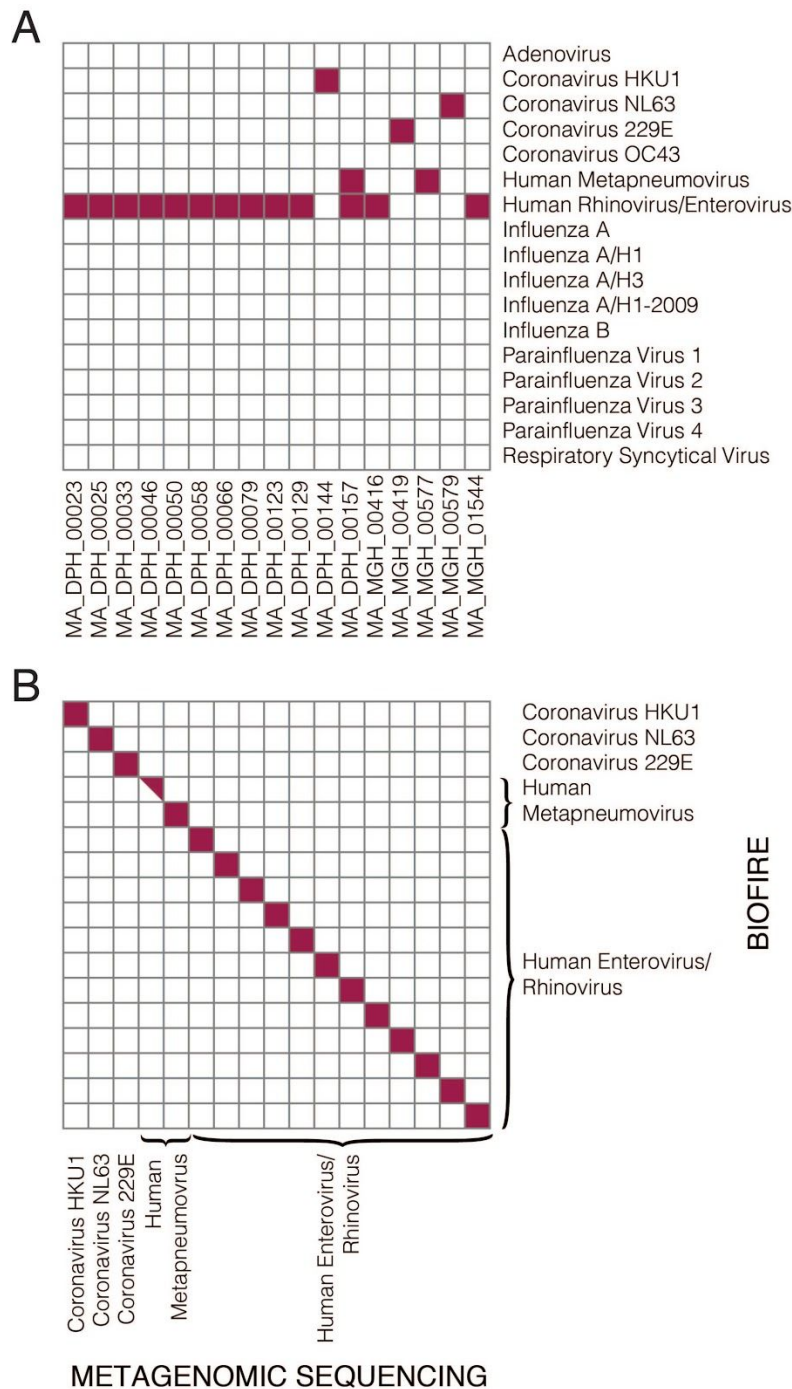 A
Adenovirus
Coronavirus HKU1
Coronavirus NL63
Coronavirus 229E
Coronavirus OC43
Human Metapneumovirus
Human Rhinovirus/Enterovirus
Influenza A
Influenza A/H1
Influenza A/H3
Influenza A/H1-2009
Influenza B
Parainfluenza Virus 1
Parainfluenza Virus 2
Parainfluenza Virus 3
Parainfluenza Virus 4
Respiratory Syncytical Virus
MA_DPH_00023
MA_DPH_00025
MA_DPH_00033
MA_DPH_00046
MA_DPH_00050
MA_DPH_00058
MA_DPH_00066
MA_DPH_00079
MA_DPH_00123
MA_DPH_00129
MA_DPH_00144
MA_DPH_00157
MA_MGH_00416
MA_MGH_00419
MA_MGH_00577
MA_MGH_00579
MA_MGH_01544
B
Coronavirus HKU1
Coronavirus NL63
Coronavirus 229E
Human
Metapneumovirus
Human Enterovirus/
Rhinovirus
BIOFIRE
Coronavirus HKU1
Coronavirus NL63
Coronavirus 229E
Human
Metapneumovrus
Human Enterovirus/
Rhinovirus
METAGENOMIC SEQUENCING